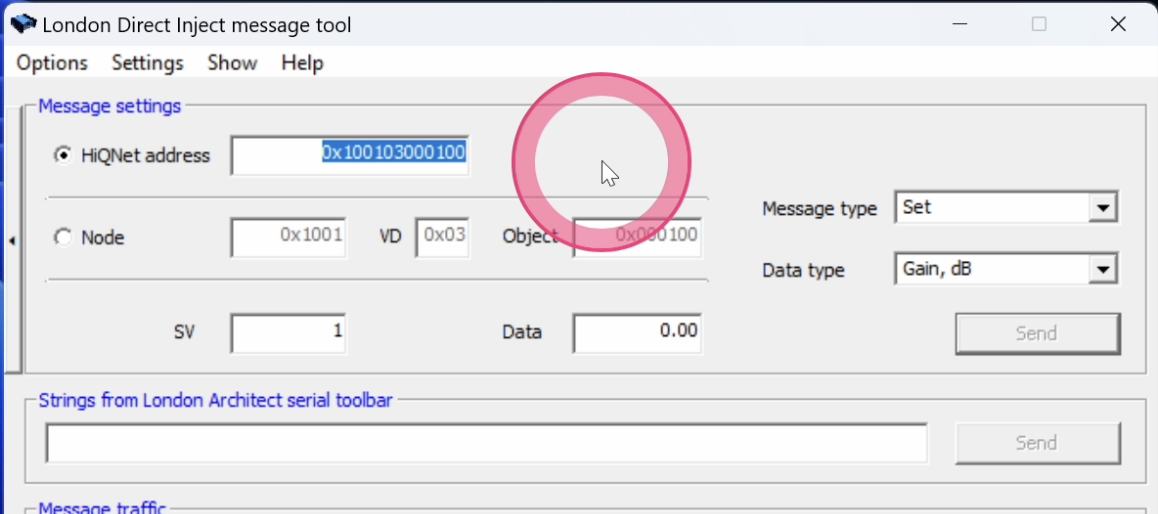 London Direct Inject message tool
Options Settings Show Help
Message settings
HiQNet address 0x100103000100
Message type Set
Node 0x1001 VD 0x03 Object 0x000100
Data type Gain, dB
SV 1 Data 0.00 Send
Strings from London Architect serial toolbar
Send
Message traffic